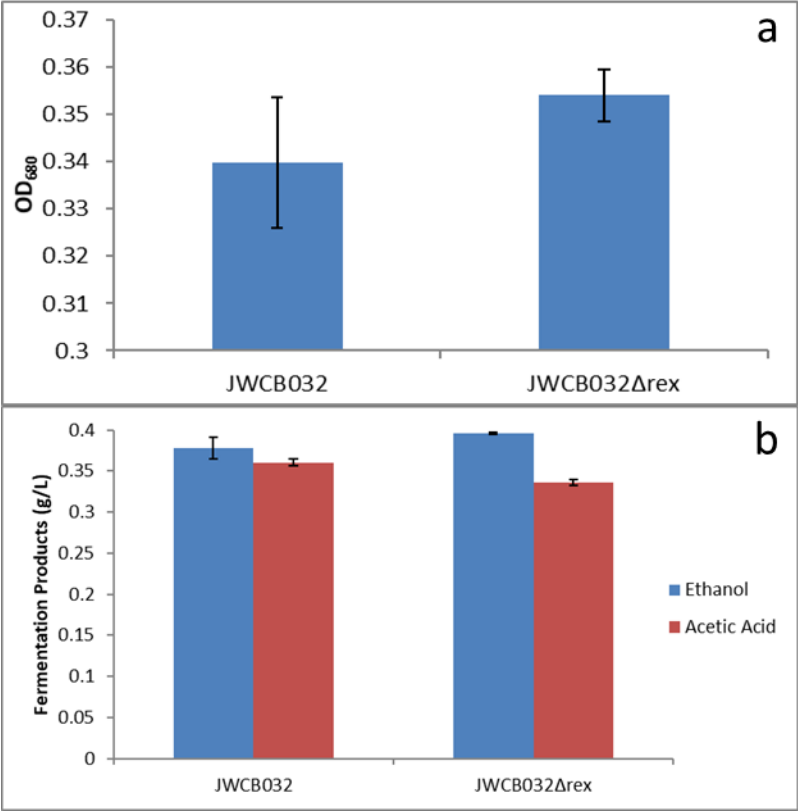 a
0.37
0.36
0.35
0.34
0.33
0.32
0.31
0.3
OD680
JWCB032 JWCB032Δrex
b
0.4
0.35
0.3
0.25
0.2
0.15
0.1
0.05
0
Fermentation Products (g/L)
Ethanol
Acetic Acid
JWCB032 JWCB032Δrex